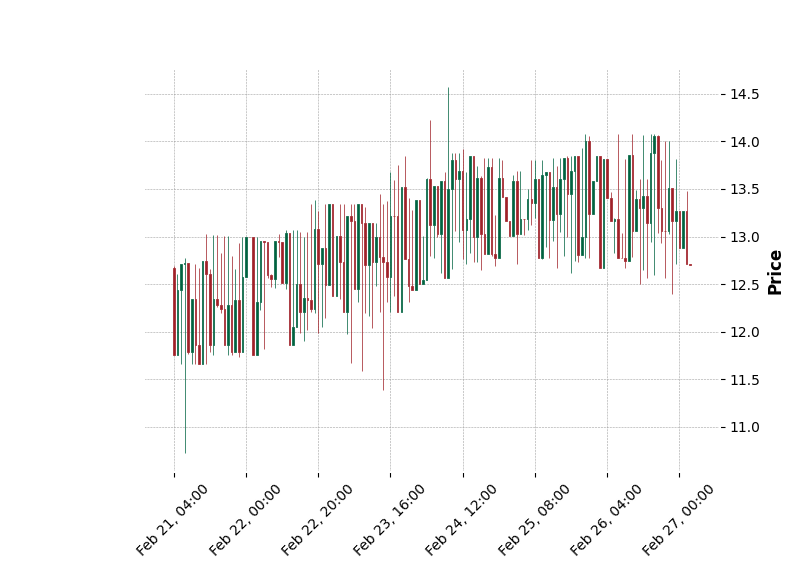 14.5
14.0
13.5
13.0
12.5
12.0
11.5
11.0
Price
Feb 21, 04:00
Feb 22, 00:00
Feb 22, 20:00
Feb 23, 16:00
Feb 24, 12:00
Feb 25, 08:00
Feb 26, 04:00
Feb 27, 00:00